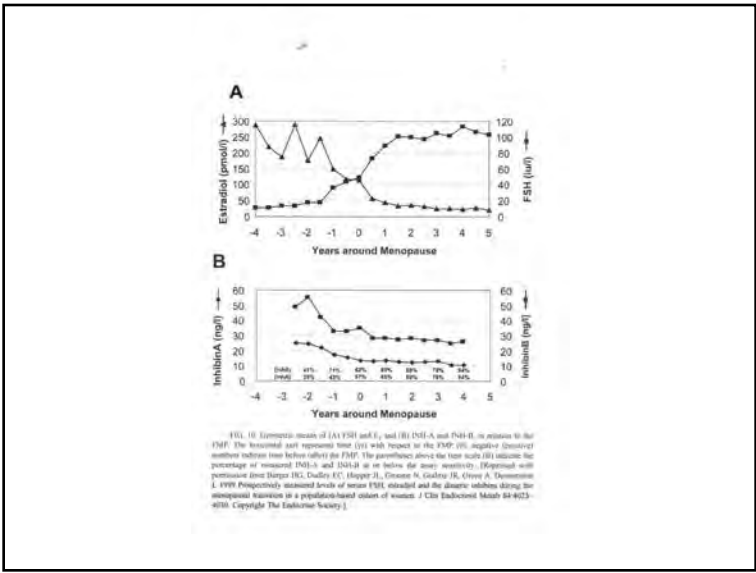 A
300 120
250 100
200 80
150 60
100 40
50 20
0 0
Estradiol (pmol/l)
FSH (iu/l)
-4 -3 -2 -1 0 1 2 3 4 5
Years around Menopause
B
60 60
50 50
40 40
30 30
20 20
10 10
0 0
InhibinA (ng/l)
InhibinB (ng/l)
-4 -3 -2 -1 0 1 2 3 4 5
Years around Menopause
FIG. 10. Geometric means of (A) FSH and E2 and (B) INH-A and INH-B, in relation to the
FMP. The horizontal axis represents time (yr) with respect to the FMP (0); negative (positive)
numbers indicate time before (after) the FMP. The parentheses above the time scale (B) indicate the
percentage of measured INH-A and INH-B at or below the assay sensitivity. [Reprinted with
permission from Burger HG, Dudley EC, Hopper JL, Groome N, Guthrie JR, Green A, Dennerstein
L 1999 Prospectively measured levels of serum FSH, estradiol and the dimeric inhibins during the
menopausal transition in a population-based cohort of women. J Clin Endocrinol Metab 84:4025-
4030. Copyright The Endocrine Society.]